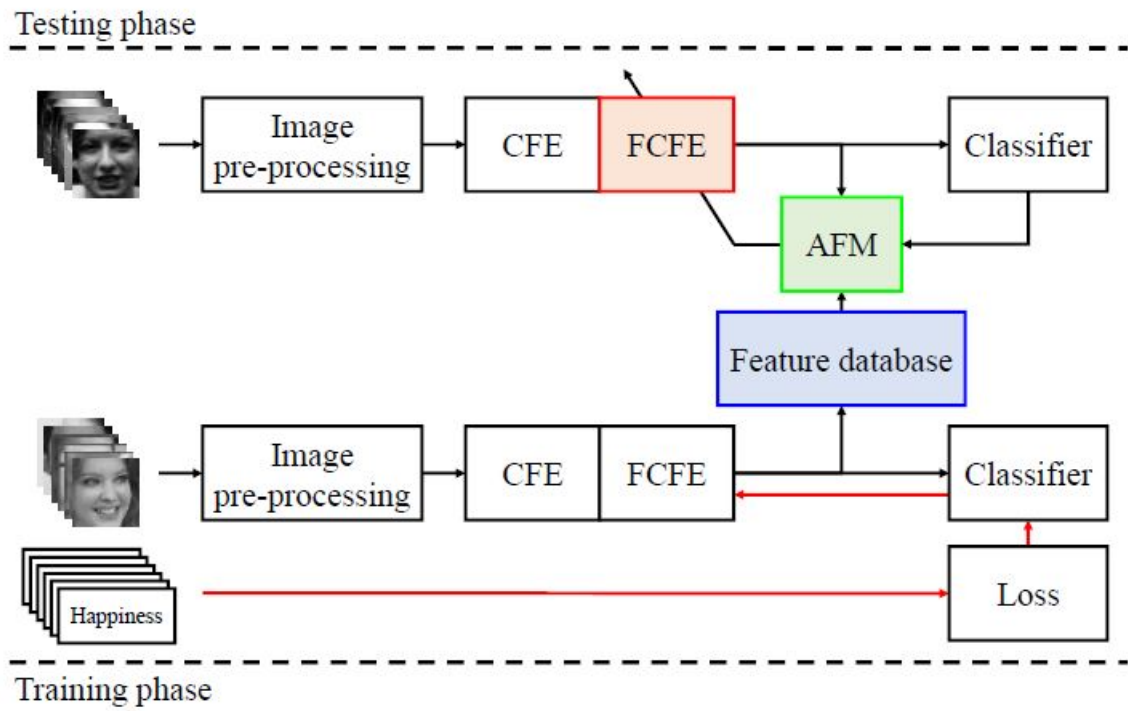 Testing phase
Image
pre-processing
CFE
FCFE
Classifier
AFM
Feature database
Image
pre-processing
CFE
FCFE
Classifier
Happiness
Loss
Training phase